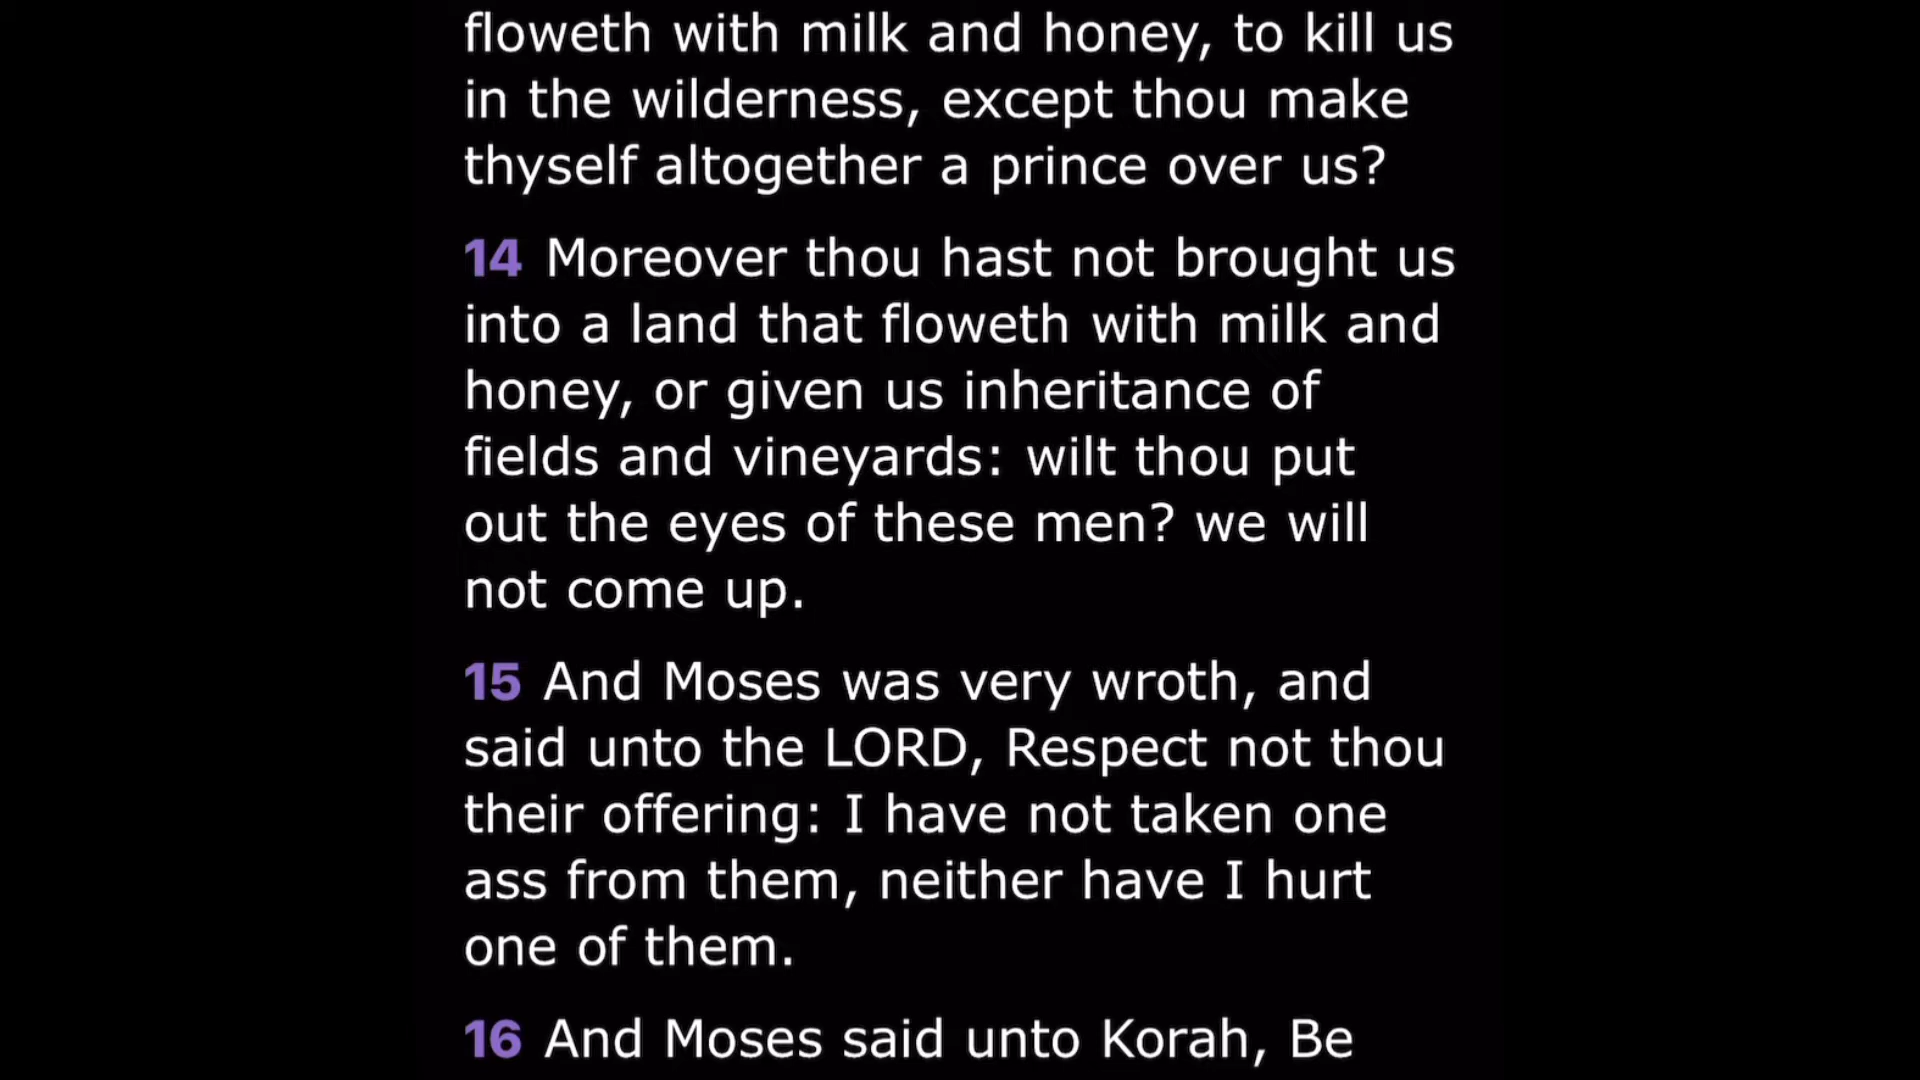 floweth with milk and honey, to kill us
in the wilderness, except thou make
thyself altogether a prince over us?
14 Moreover thou hast not brought us
into a land that floweth with milk and
honey, or given us inheritance of
fields and vineyards: wilt thou put
out the eyes of these men? we will
not come up.
15 And Moses was very wroth, and
said unto the LORD, Respect not thou
their offering: I have not taken one
ass from them, neither have I hurt
one of them.
16 And Moses said unto Korah, Be